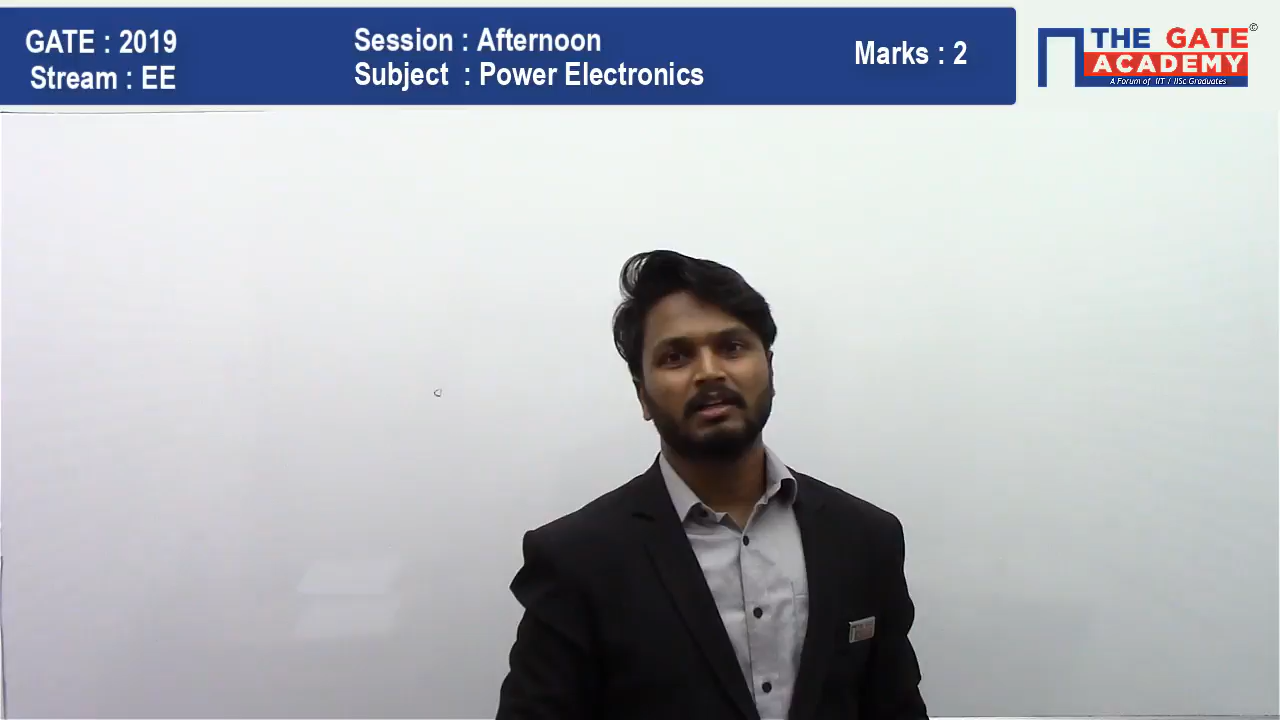 GATE : 2019
Stream : EE
Session : Afternoon
Subject : Power Electronics
Marks : 2
THE GATE
ACADEMY
A Forum of IIT / IISc Graduates
©